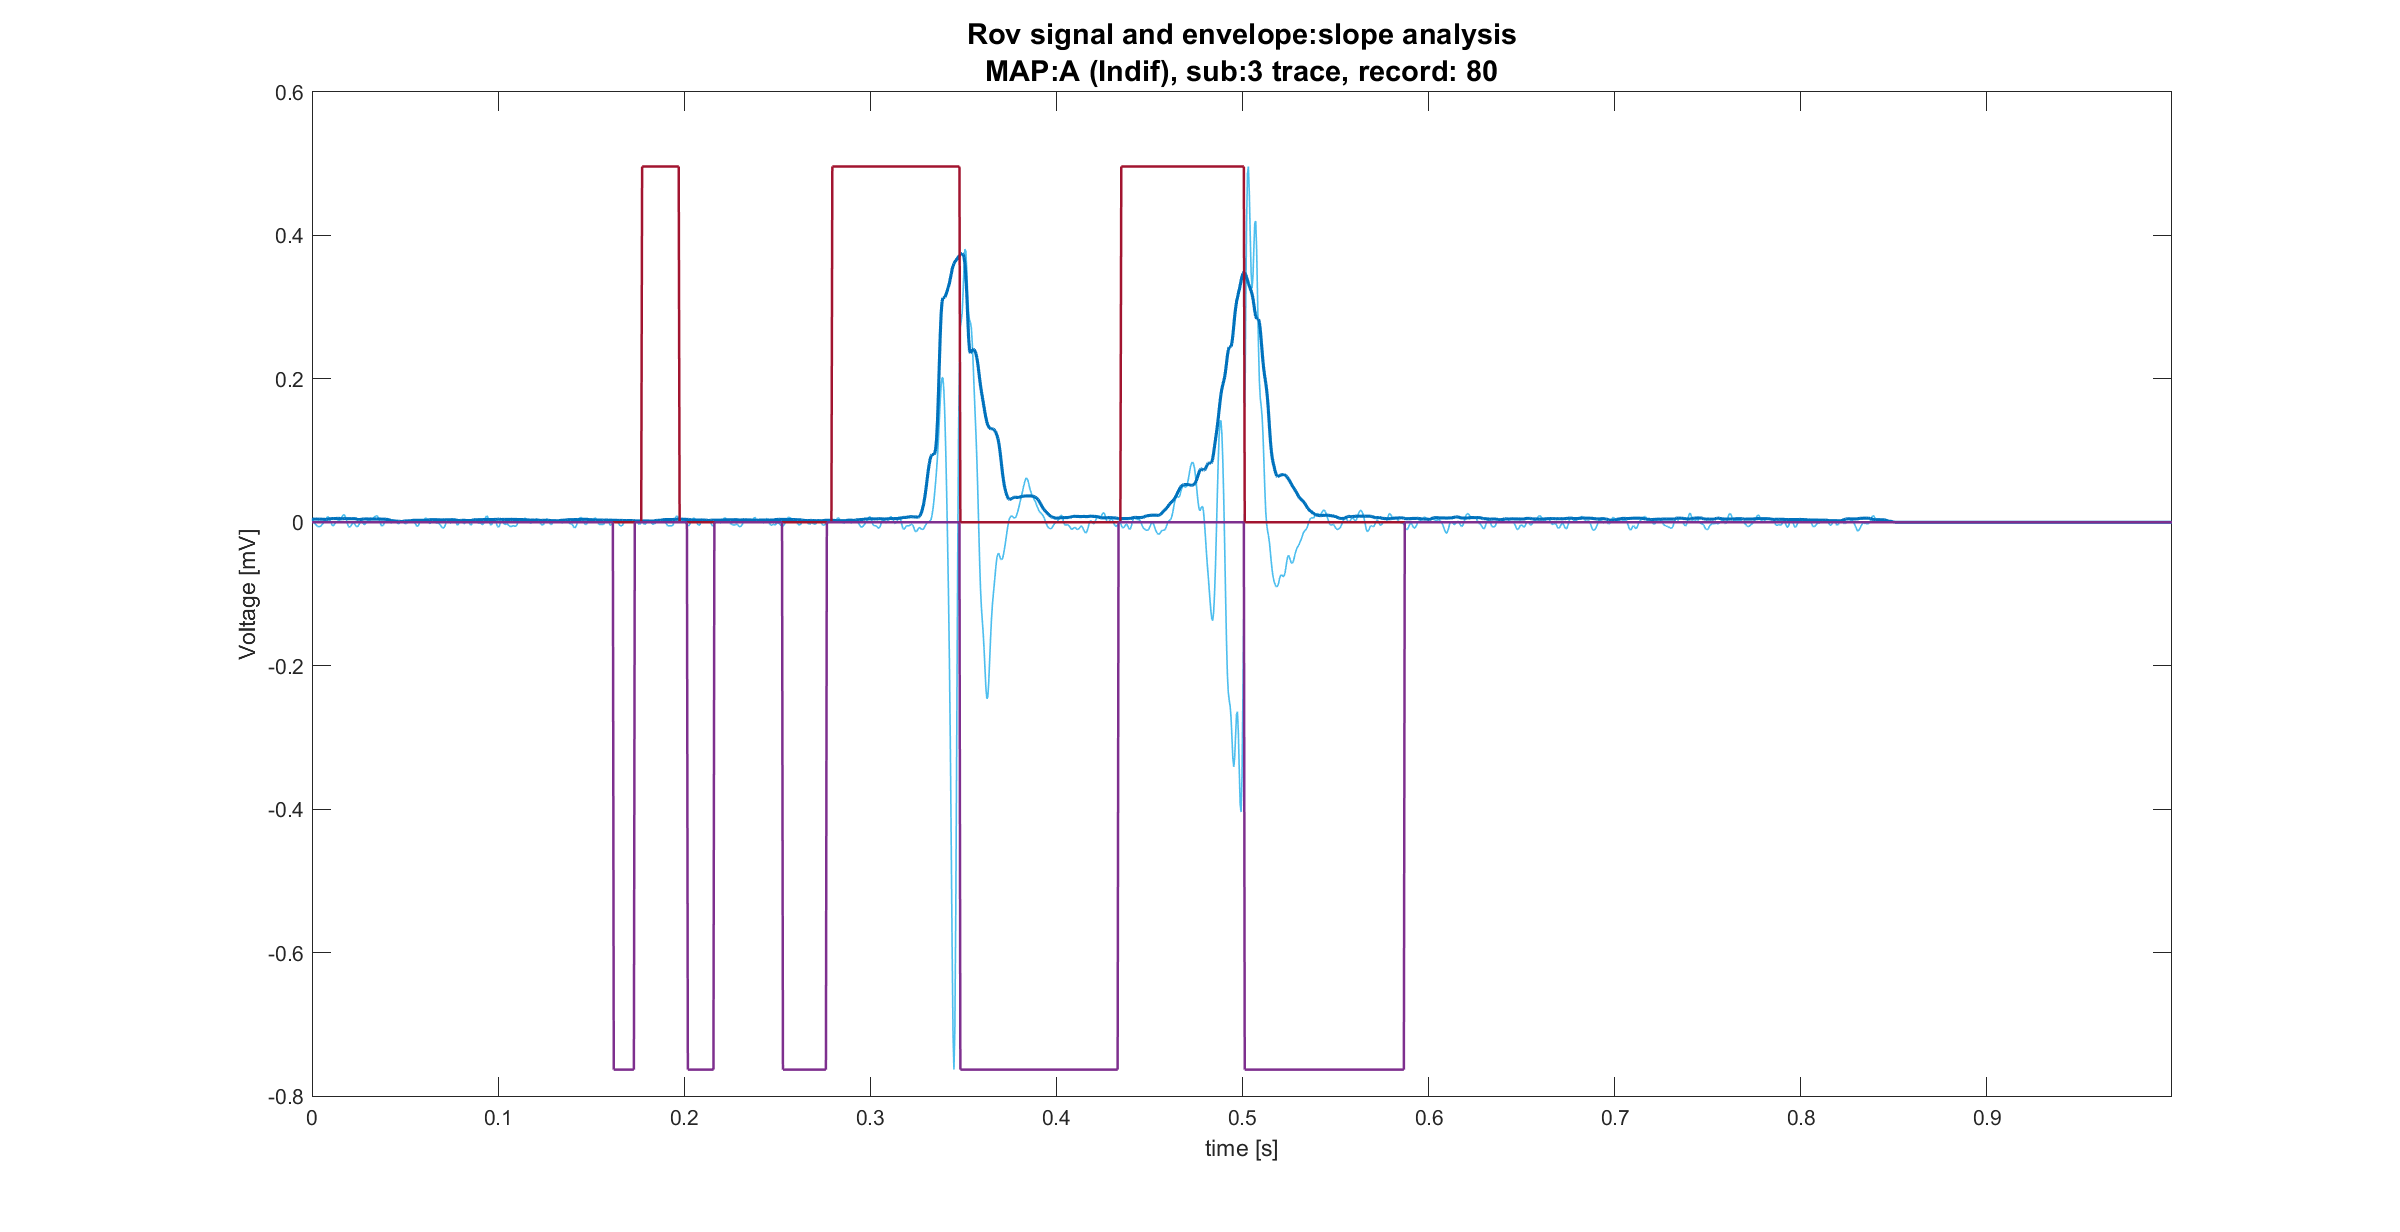 Rov signal and envelope:slope analysis
MAP:A (Indif), sub:3 trace, record: 80
0.6
0.4
0.2
0
-0.2
-0.4
-0.6
-0.8
Voltage [mV]
0 0.1 0.2 0.3 0.4 0.5 0.6 0.7 0.8 0.9
time [s]